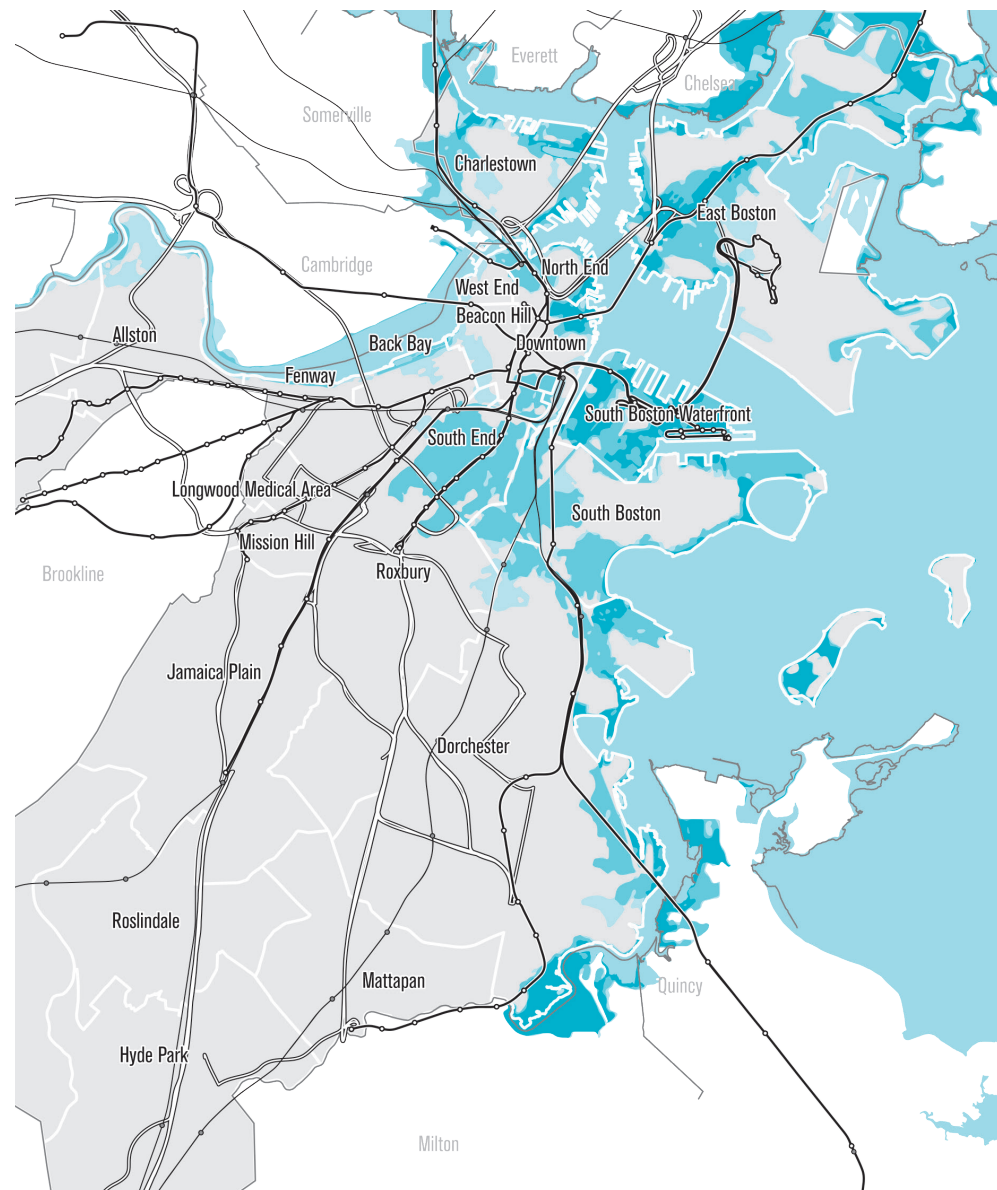 Everett
Chelsea
Somerville
Charlestown
East Boston
Cambridge
North End
West End
Beacon Hill
Allston
Back Bay
Downtown
Fenway
South Boston Waterfront
South End
Longwood Medical Area
South Boston
Mission Hill
Brookline
Roxbury
Jamaica Plain
Dorchester
Roslindale
Mattapan
Quincy
Hyde Park
Milton